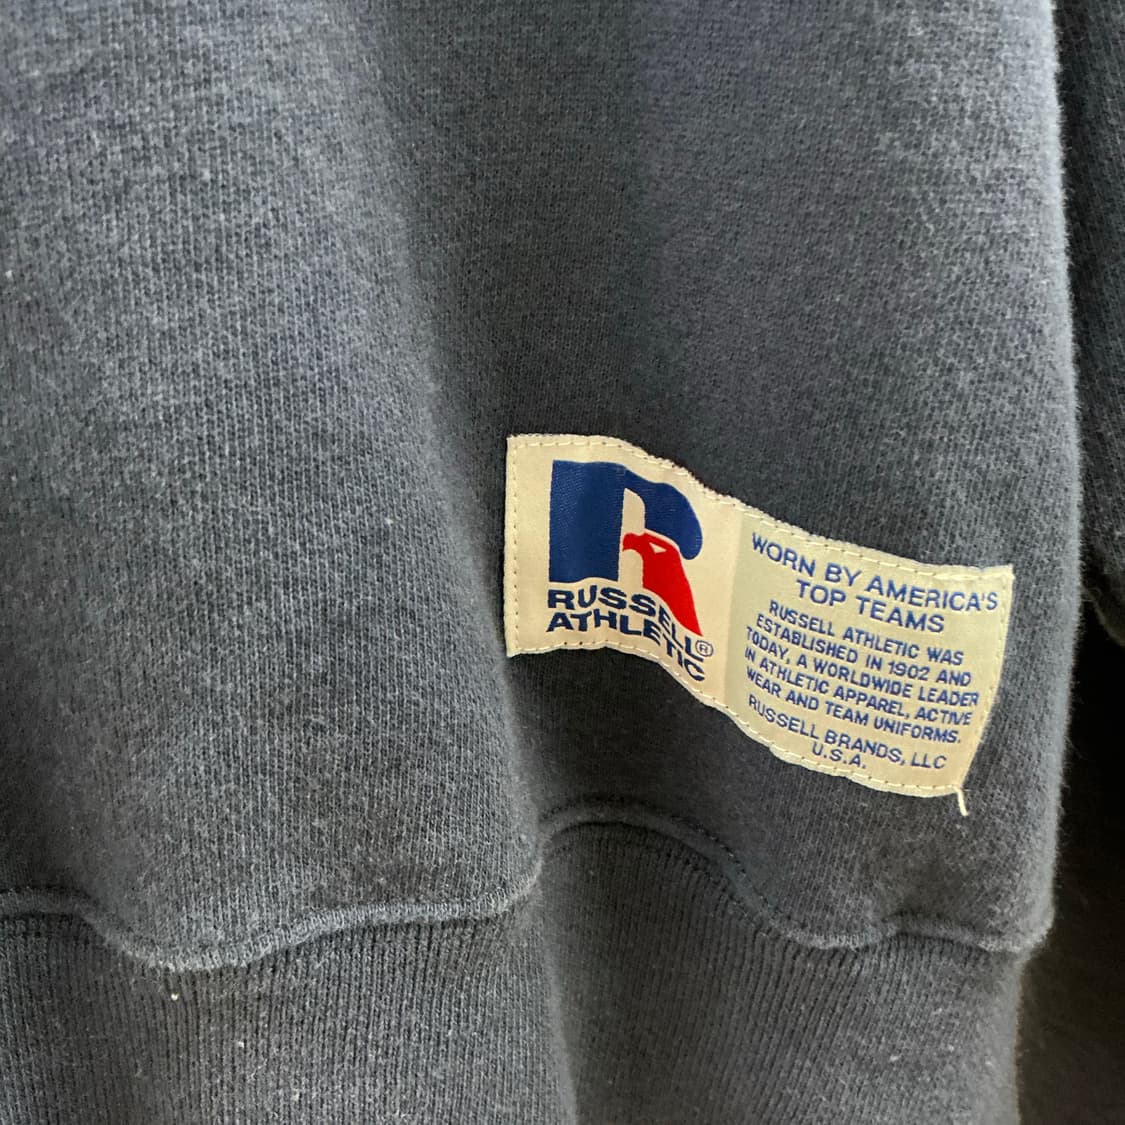 R
RUSSELL
ATHLETIC®
WORN BY AMERICA'S
TOP TEAMS
RUSSELL ATHLETIC WAS
ESTABLISHED IN 1902 AND
TODAY, A WORLDWIDE LEADER
IN ATHLETIC APPAREL, ACTIVE
WEAR AND TEAM UNIFORMS.
RUSSELL BRANDS, LLC
U.S.A.